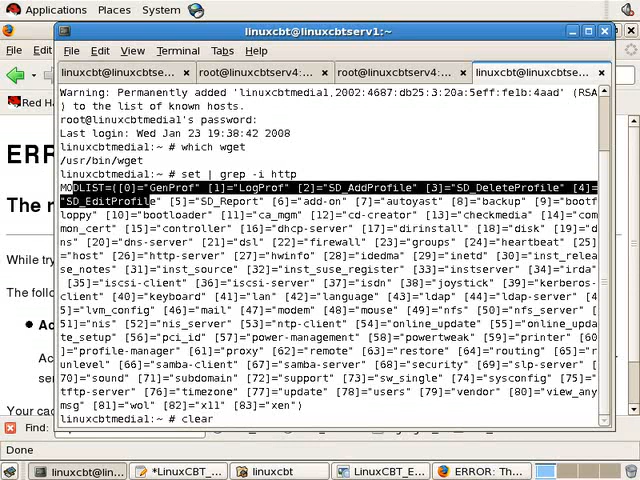 Applications Places System
linuxcbt@linuxcbtserv1:~
File Edit
File Edit View Terminal Tabs Help
linuxcbt@linuxcbtse...
root@linuxcbtserv4:...
root@linuxcbtserv4:...
linuxcbt@linuxcbtse...
Red H
Warning: Permanently added 'linuxcbtmedia1,2002:4687:db25:3:20a:5eff:fe1b:4aad' (RSA
) to the list of known hosts.
root@linuxcbtmedia1's password:
Last login: Wed Jan 23 19:38:42 2008
linuxcbtmedia1:~ # which wget
/usr/bin/wget
linuxcbtmedia1:~ # set | grep -i http
MODLIST=([0]="GenProf" [1]="LogProf" [2]="SD_AddProfile" [3]="SD_DeleteProfile" [4]=
"SD_EditProfile" [5]="SD_Report" [6]="add-on" [7]="autoyast" [8]="backup" [9]="bootf
loppy" [10]="bootloader" [11]="ca_mgm" [12]="cd-creator" [13]="checkmedia" [14]="com
mon_cert" [15]="controller" [16]="dhcp-server" [17]="dirinstall" [18]="disk" [19]="d
ns" [20]="dns-server" [21]="dsl" [22]="firewall" [23]="groups" [24]="heartbeat" [25]
="host" [26]="http-server" [27]="hwinfo" [28]="idedma" [29]="inetd" [30]="inst_relea
se_notes" [31]="inst_source" [32]="inst_suse_register" [33]="instserver" [34]="irda"
[35]="iscsi-client" [36]="iscsi-server" [37]="isdn" [38]="joystick" [39]="kerberos-
client" [40]="keyboard" [41]="lan" [42]="language" [43]="ldap" [44]="ldap-server" [4
5]="lvm_config" [46]="mail" [47]="modem" [48]="mouse" [49]="nfs" [50]="nfs_server" [
51]="nis" [52]="nis_server" [53]="ntp-client" [54]="online_update" [55]="online_upda
te_setup" [56]="pci_id" [57]="power-management" [58]="powertweak" [59]="printer" [60
]="profile-manager" [61]="proxy" [62]="remote" [63]="restore" [64]="routing" [65]="r
unlevel" [66]="samba-client" [67]="samba-server" [68]="security" [69]="slp-server" [
70]="sound" [71]="subdomain" [72]="support" [73]="sw_single" [74]="sysconfig" [75]="
tftp-server" [76]="timezone" [77]="update" [78]="users" [79]="vendor" [80]="view_any
msg" [81]="wol" [82]="x11" [83]="xen")
linuxcbtmedia1:~ # clear
ERR
The r
While try
The follo
Ac
Ac
ser
Your cac
Find:
Done
linuxcbt@linux...
*LinuxCBT_...
linuxcbt
LinuxCBT_E...
ERROR: Th...